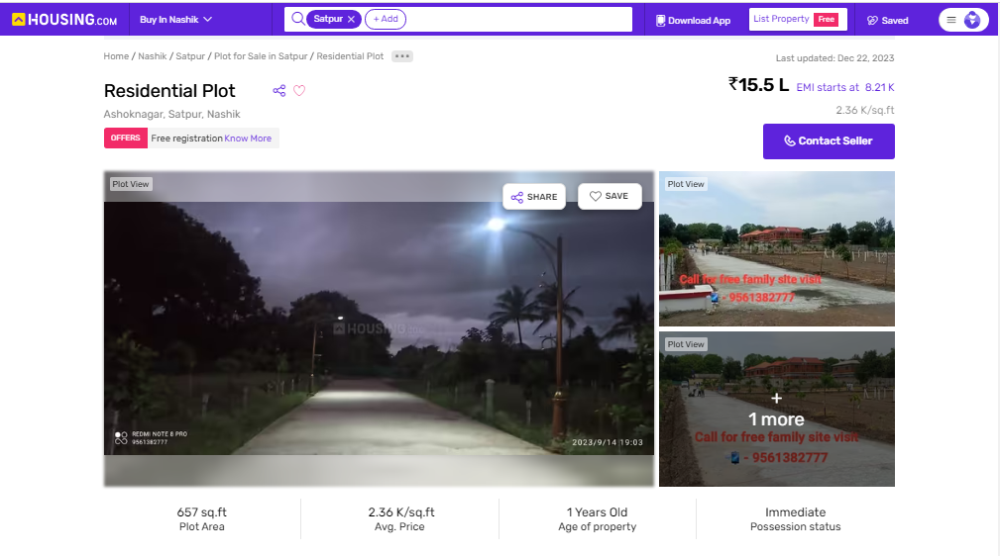 HOUSING.COM
Buy In Nashik
Satpur
+ Add
Download App
List Property Free
Saved
Home / Nashik / Satpur / Plot for Sale in Satpur / Residential Plot
Last updated: Dec 22, 2023
Residential Plot
₹15.5 L EMI starts at 8.21 K
Ashoknagar, Satpur, Nashik
2.36 K/sq.ft
OFFERS Free registration Know More
Contact Seller
Plot View
SHARE
SAVE
HOUSING.COM
REDMI NOTE 8 PRO
9561382777
2023/9/14 19:03
Plot View
Call for free family site visit
- 9561382777
Plot View
+
1 more
Call for free family site visit
- 9561382777
657 sq.ft
Plot Area
2.36 K/sq.ft
Avg. Price
1 Years Old
Age of property
Immediate
Possession status